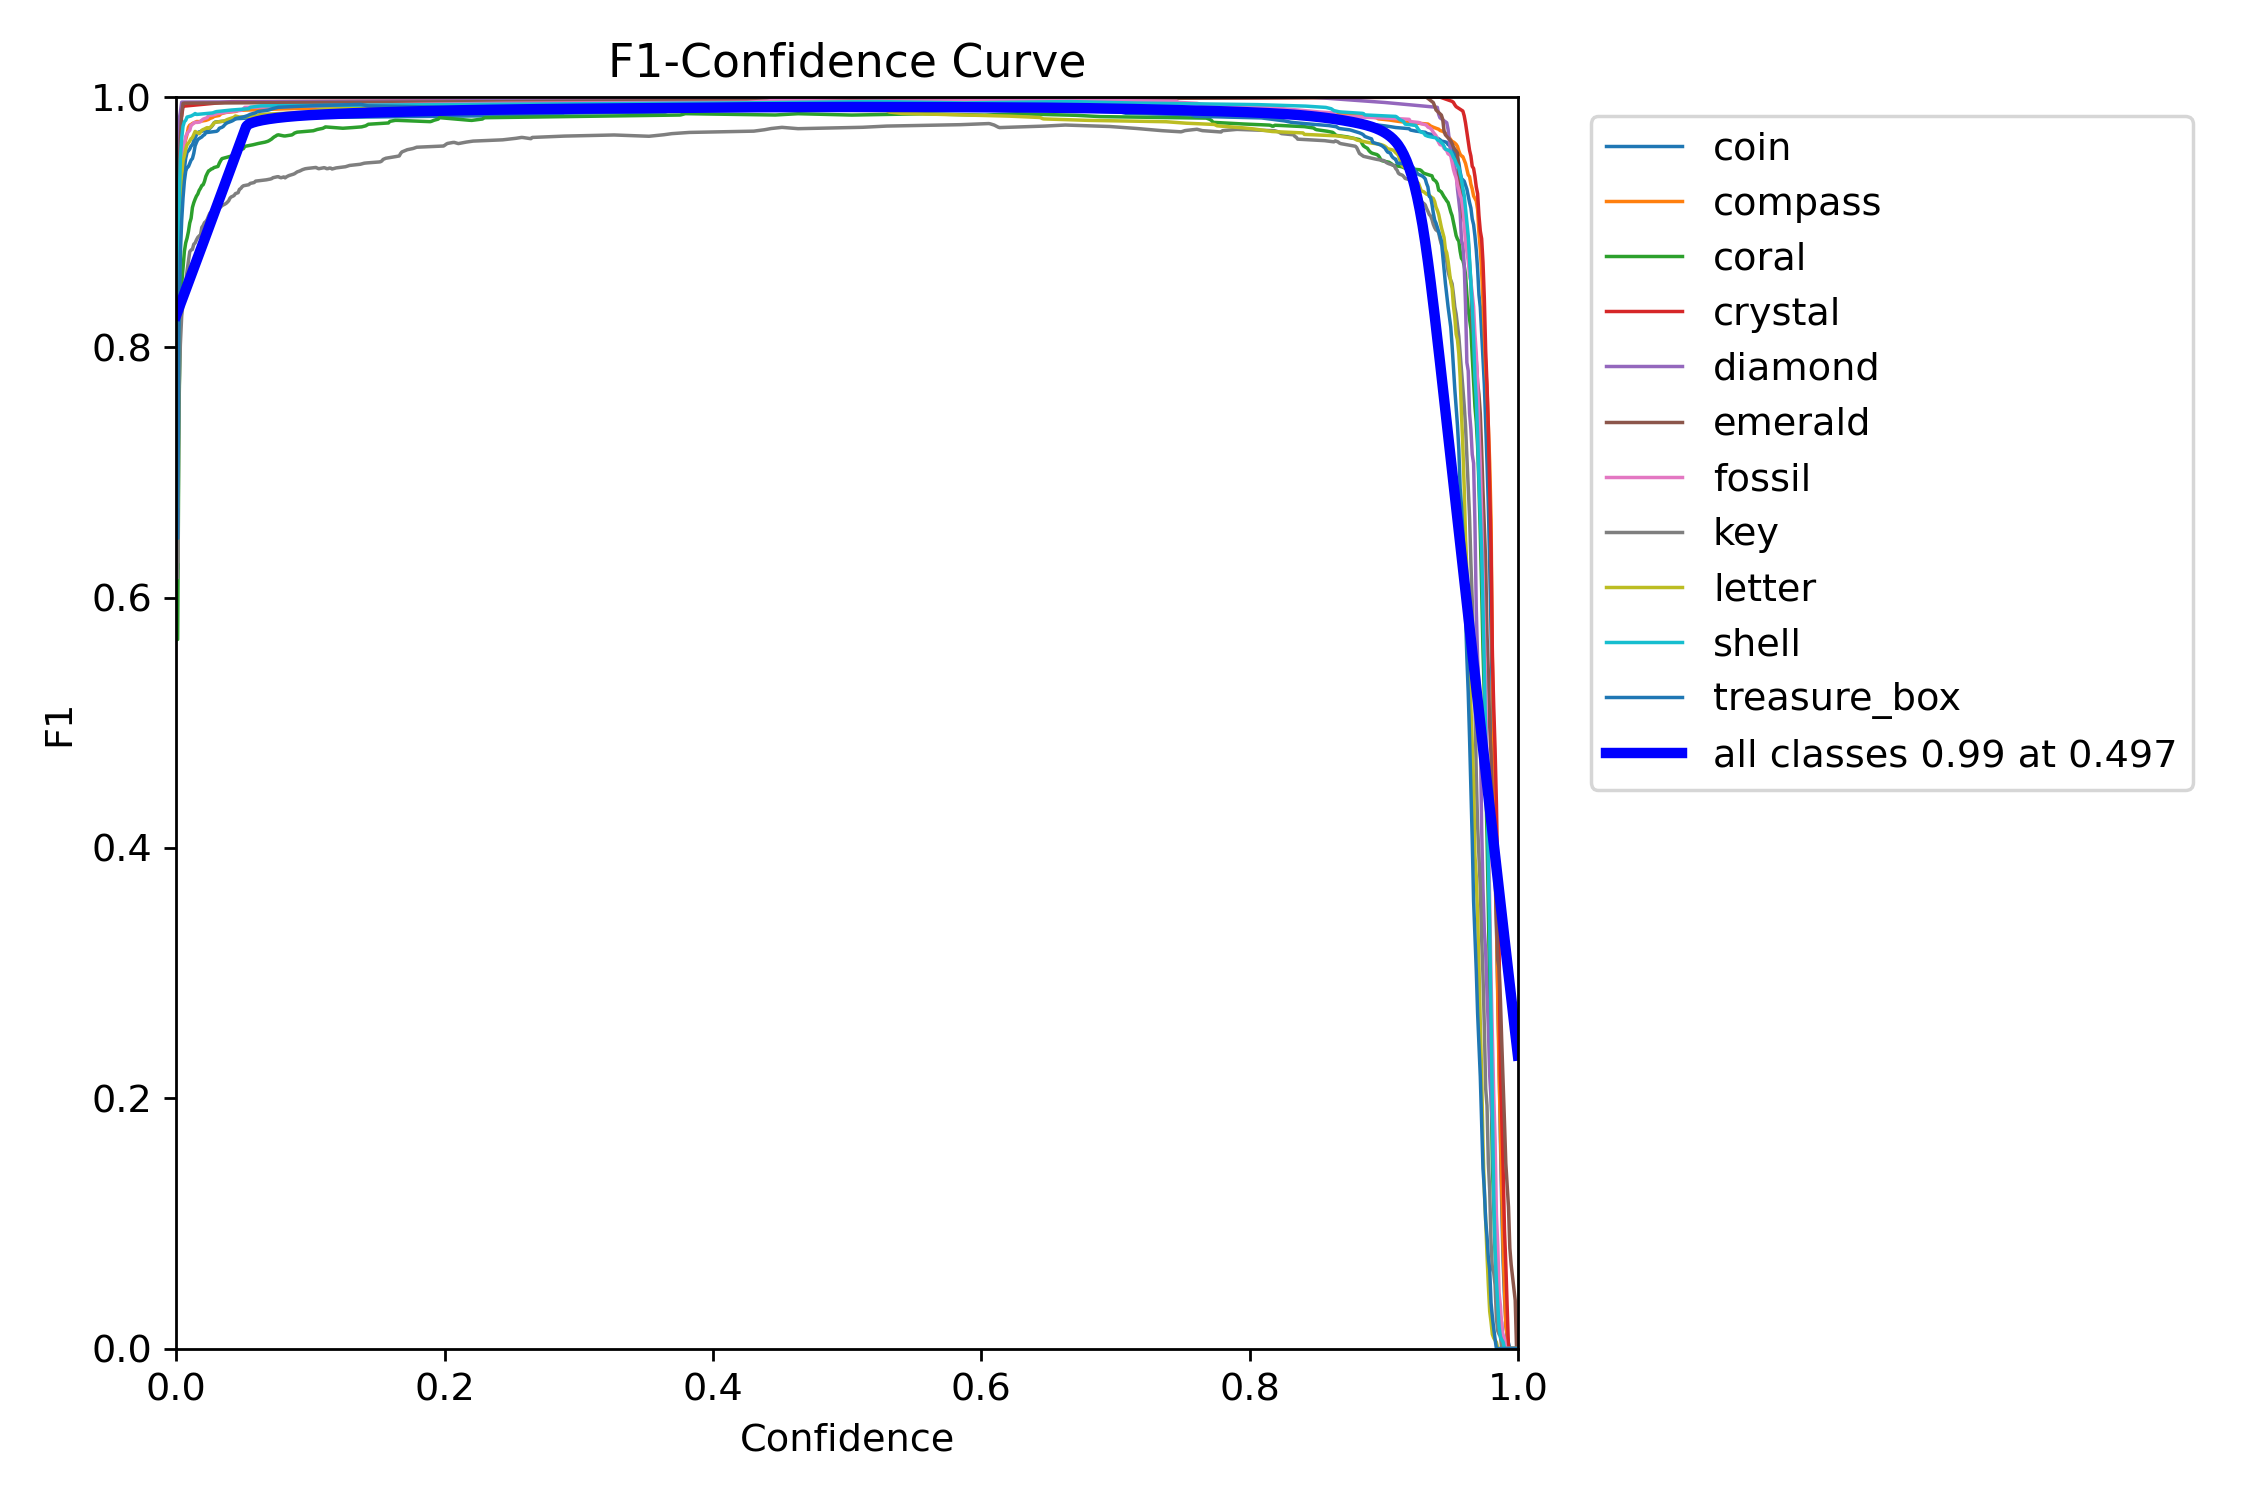 F1-Confidence Curve
1.0
0.8
0.6
0.4
0.2
0.0
F1
0.0 0.2 0.4 0.6 0.8 1.0
Confidence
coin
compass
coral
crystal
diamond
emerald
fossil
key
letter
shell
treasure_box
all classes 0.99 at 0.497